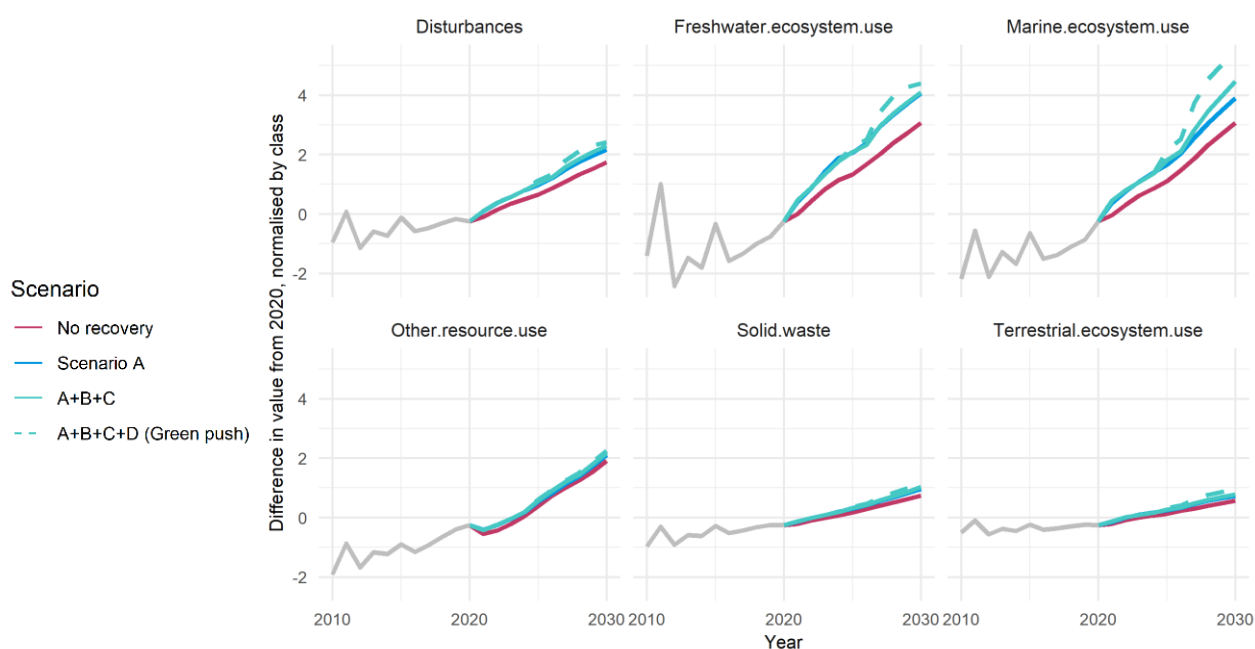 Disturbances
Freshwater.ecosystem.use
Marine.ecosystem.use
4
2
0
-2
Other.resource.use
Solid.waste
Terrestrial.ecosystem.use
4
2
0
-2
2010
2020
2030
2010
2020
2030
2010
2020
2030
Year
Difference in value from 2020, normalised by class
Scenario
No recovery
Scenario A
A+B+C
A+B+C+D (Green push)